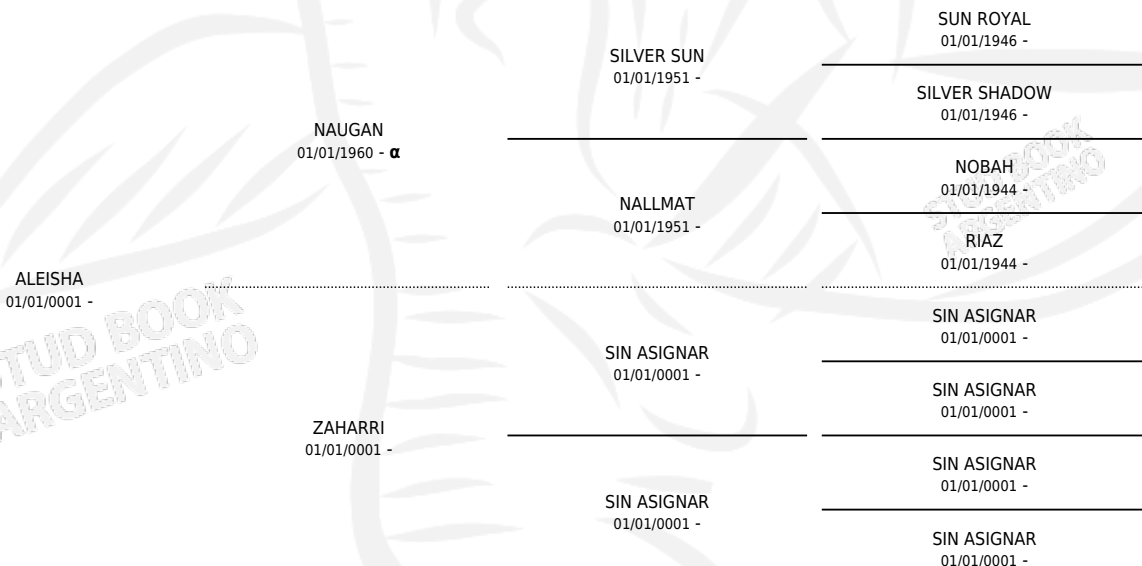 ALEISHA
01/01/0001 -
NAUGAN
01/01/1960 - α
ZAHARRI
01/01/0001 -
SILVER SUN
01/01/1951 -
NALLMAT
01/01/1951 -
SIN ASIGNAR
01/01/0001 -
SIN ASIGNAR
01/01/0001 -
SUN ROYAL
01/01/1946 -
SILVER SHADOW
01/01/1946 -
NOBAH
01/01/1944 -
RIAZ
01/01/1944 -
SIN ASIGNAR
01/01/0001 -
SIN ASIGNAR
01/01/0001 -
SIN ASIGNAR
01/01/0001 -
SIN ASIGNAR
01/01/0001 -
STUD BOOK
ARGENTINO
STUD BOOK
ARGENTINO